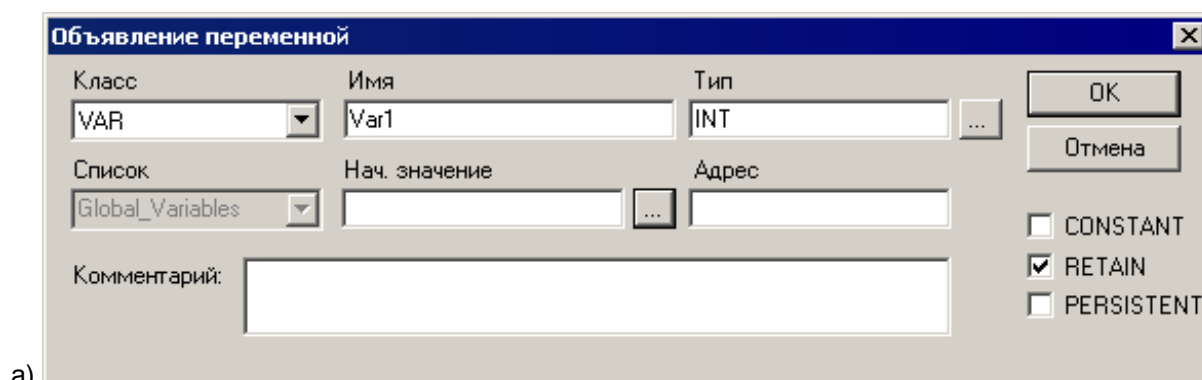 Объявление переменной
Класс Имя Тип
VAR Var1 INT ... OK
Отмена
Список Нач. значение Адрес
Global_Variables ...
CONSTANT
Комментарий: RETAIN
PERSISTENT
а)